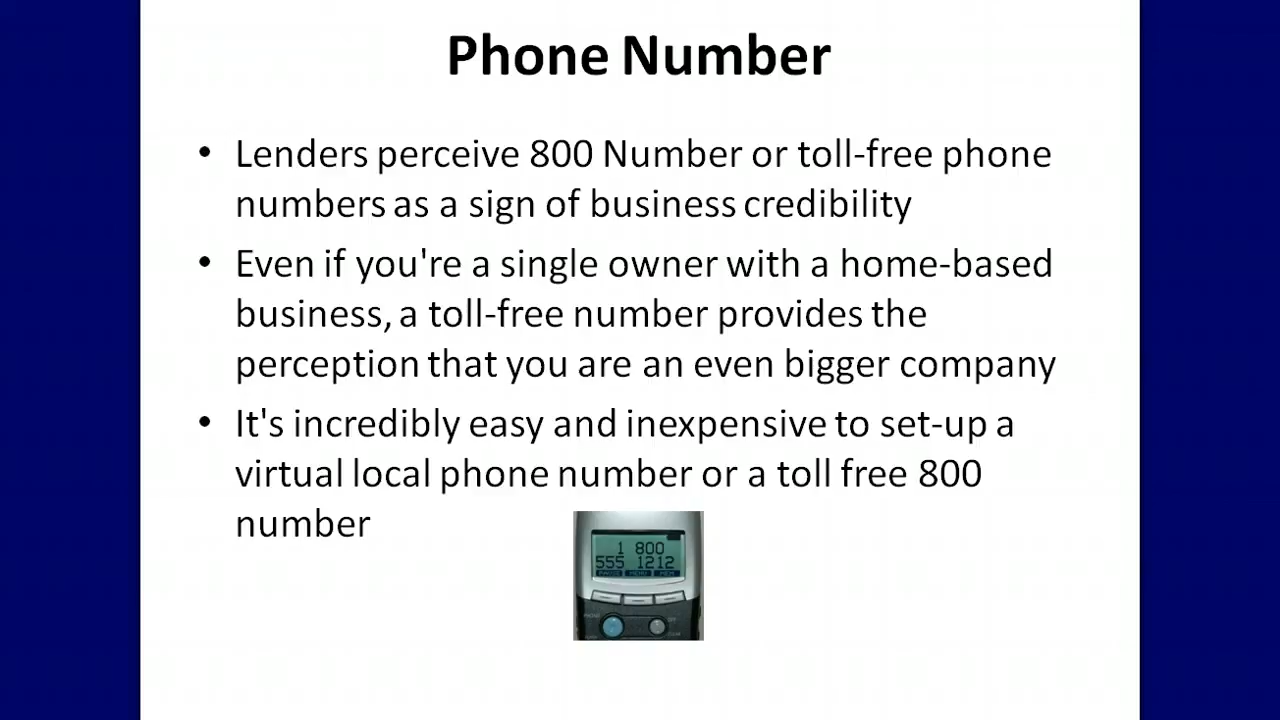 Phone Number
• Lenders perceive 800 Number or toll-free phone
numbers as a sign of business credibility
• Even if you're a single owner with a home-based
business, a toll-free number provides the
perception that you are an even bigger company
• It's incredibly easy and inexpensive to set-up a
virtual local phone number or a toll free 800
number
1 800
555 1212